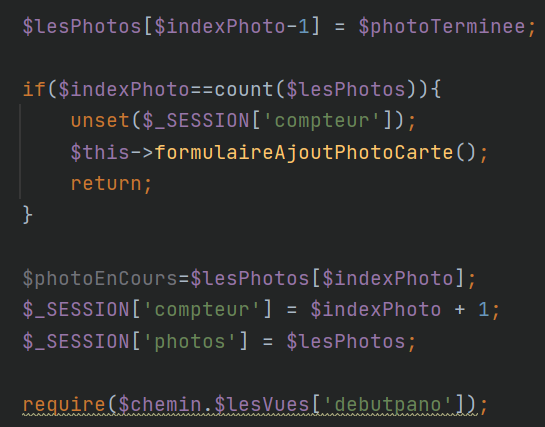 $lesPhotos[$indexPhoto-1] = $photoTerminee;
if($indexPhoto==count($lesPhotos)){
unset($_SESSION['compteur']);
$this->formulaireAjoutPhotoCarte();
return;
}
$photoEnCours=$lesPhotos[$indexPhoto];
$_SESSION['compteur'] = $indexPhoto + 1;
$_SESSION['photos'] = $lesPhotos;
require($chemin.$lesVues['debutpano']);